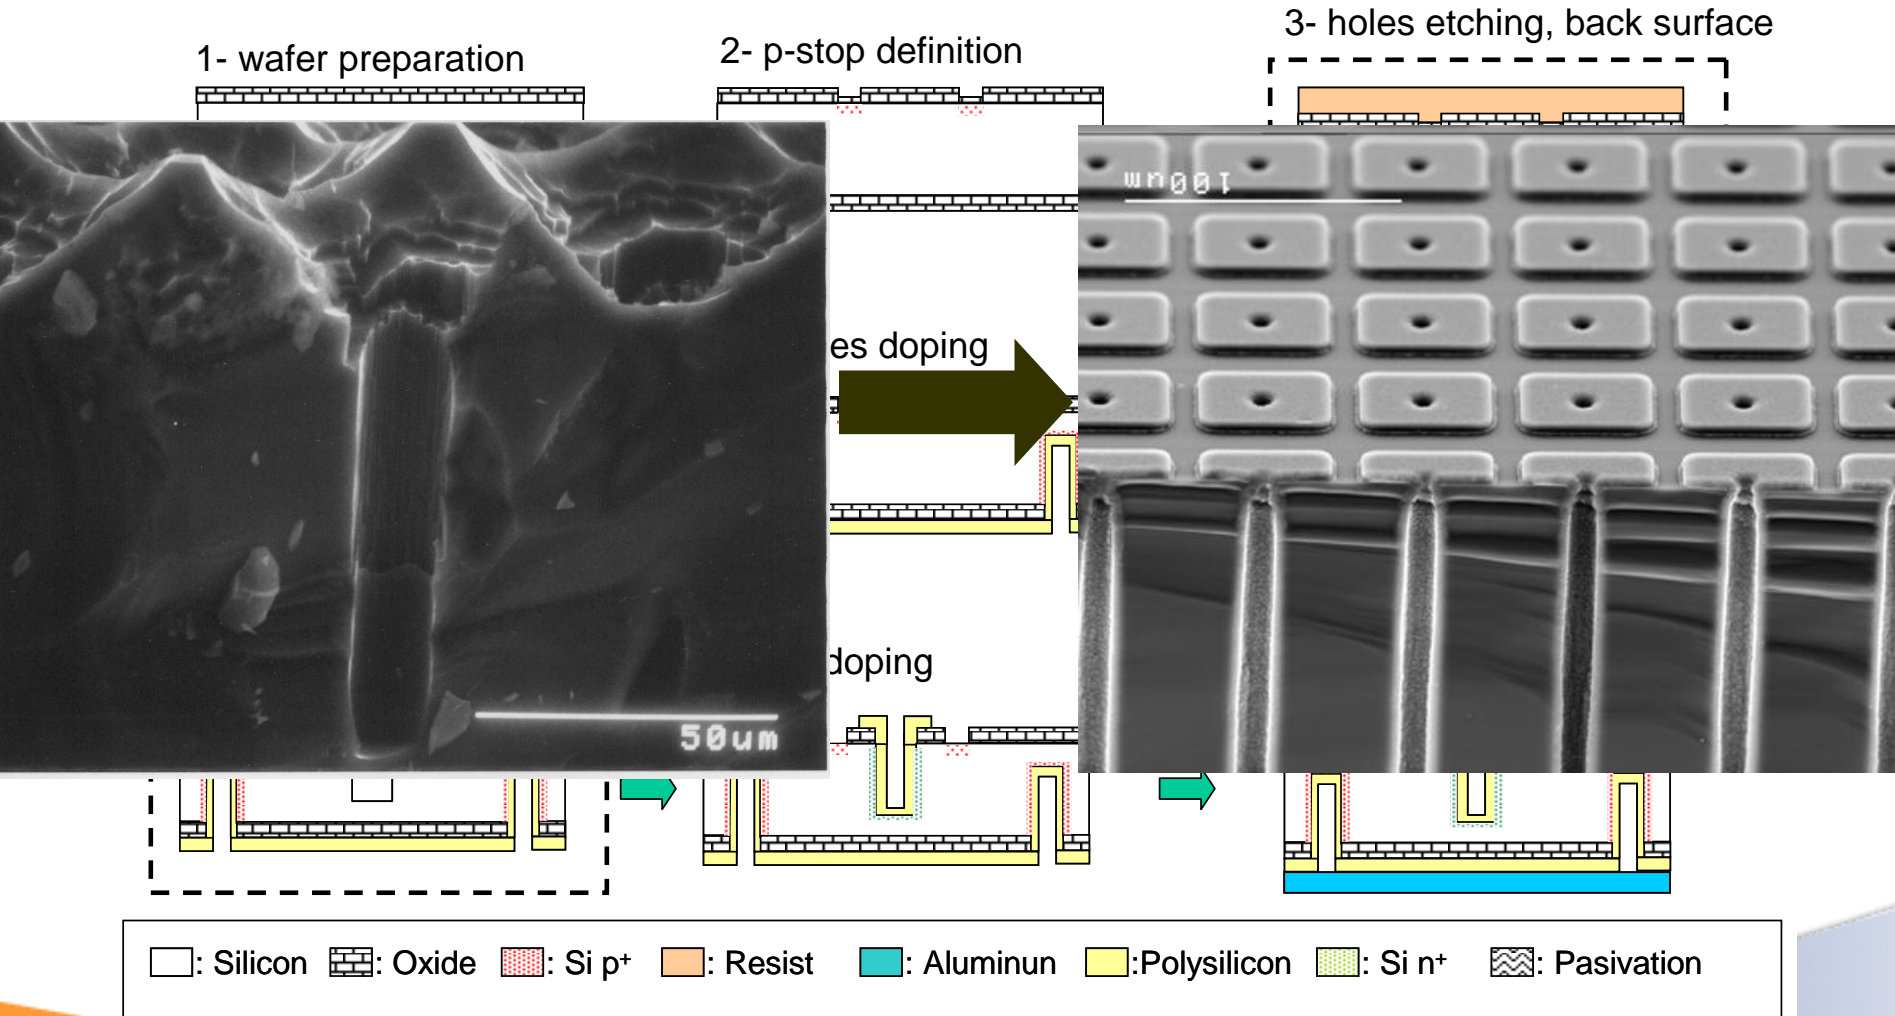 1- wafer preparation
2- p-stop definition
3- holes etching, back surface
100um
es doping
doping
50um
: Silicon : Oxide : Si p+ : Resist : Aluminun :Polysilicon : Si n+ : Pasivation